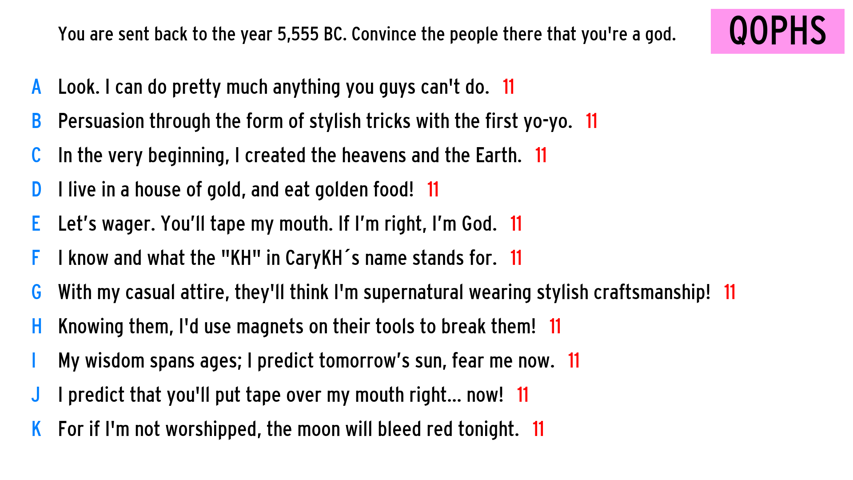 You are sent back to the year 5,555 BC. Convince the people there that you're a god.
QOPHS
A Look. I can do pretty much anything you guys can't do. 11
B Persuasion through the form of stylish tricks with the first yo-yo. 11
C In the very beginning, I created the heavens and the Earth. 11
D I live in a house of gold, and eat golden food! 11
E Let’s wager. You’ll tape my mouth. If I’m right, I’m God. 11
F I know and what the "KH" in CaryKH´s name stands for. 11
G With my casual attire, they'll think I'm supernatural wearing stylish craftsmanship! 11
H Knowing them, I'd use magnets on their tools to break them! 11
I My wisdom spans ages; I predict tomorrow’s sun, fear me now. 11
J I predict that you'll put tape over my mouth right... now! 11
K For if I'm not worshipped, the moon will bleed red tonight. 11